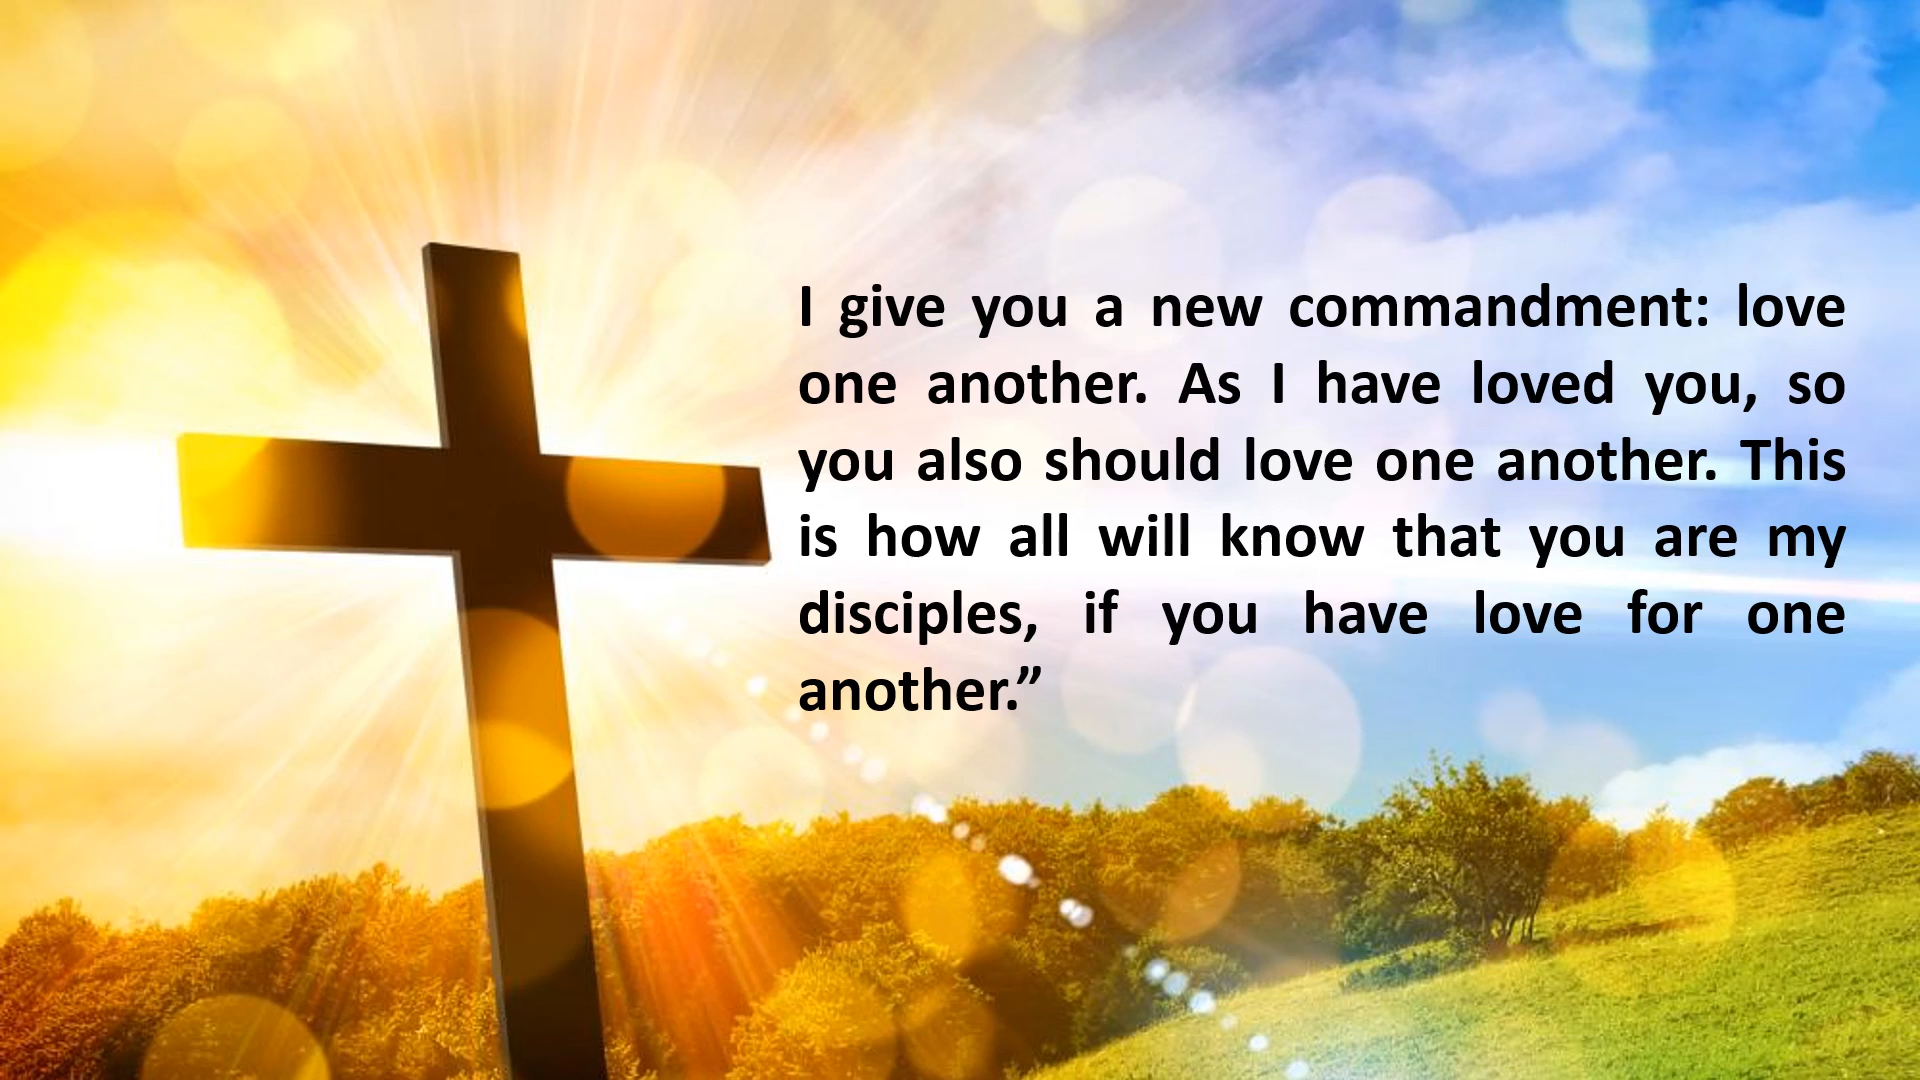 I give you a new commandment: love
one another. As I have loved you, so
you also should love one another. This
is how all will know that you are my
disciples, if you have love for one
another.”